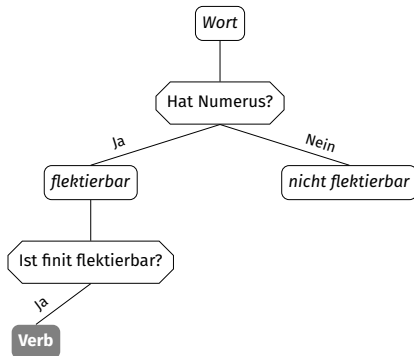 Wort
Hat Numerus?
Ja
Nein
flektierbar
nicht flektierbar
Ist finit flektierbar?
Ja
Verb